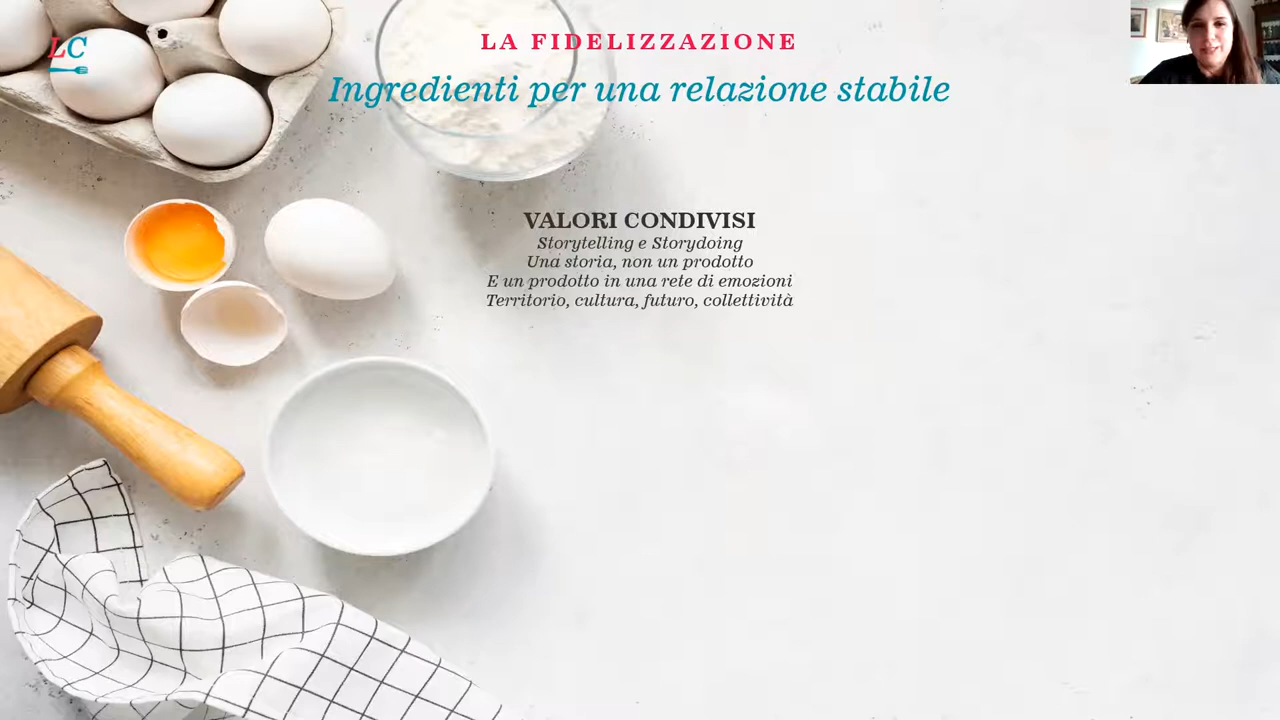 LC
LA FIDELIZZAZIONE
Ingredienti per una relazione stabile
VALORI CONDIVISI
Storytelling e Storydoing
Una storia, non un prodotto
E un prodotto in una rete di emozioni
Territorio, cultura, futuro, collettività